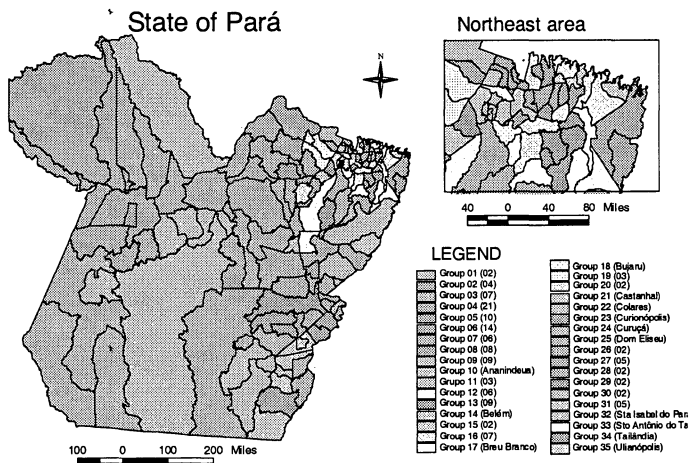 State of Pará
Northeast area
N
40 0 40 80 Miles
LEGEND
Group 01 (02)
Group 02 (04)
Group 03 (07)
Group 04 (21)
Group 05 (10)
Group 06 (14)
Group 07 (06)
Group 08 (08)
Group 09 (09)
Group 10 (Ananindeua)
Grupo 11 (03)
Group 12 (06)
Group 13 (09)
Group 14 (Belém)
Group 15 (02)
Group 16 (07)
Group 17 (Breu Branco)
Group 18 (Bujaru)
Group 19 (03)
Group 20 (02)
Group 21 (Castanhal)
Group 22 (Colares)
Group 23 (Curionópolis)
Group 24 (Curuçá)
Group 25 (Dom Eliseu)
Group 26 (02)
Group 27 (05)
Group 28 (02)
Group 29 (02)
Group 30 (02)
Group 31 (05)
Group 32 (Sta Isabel do Par
Group 33 (Sto Antônio do Ta
Group 34 (Tailândia)
Group 35 (Ulianópolis)
100 0 100 200 Miles